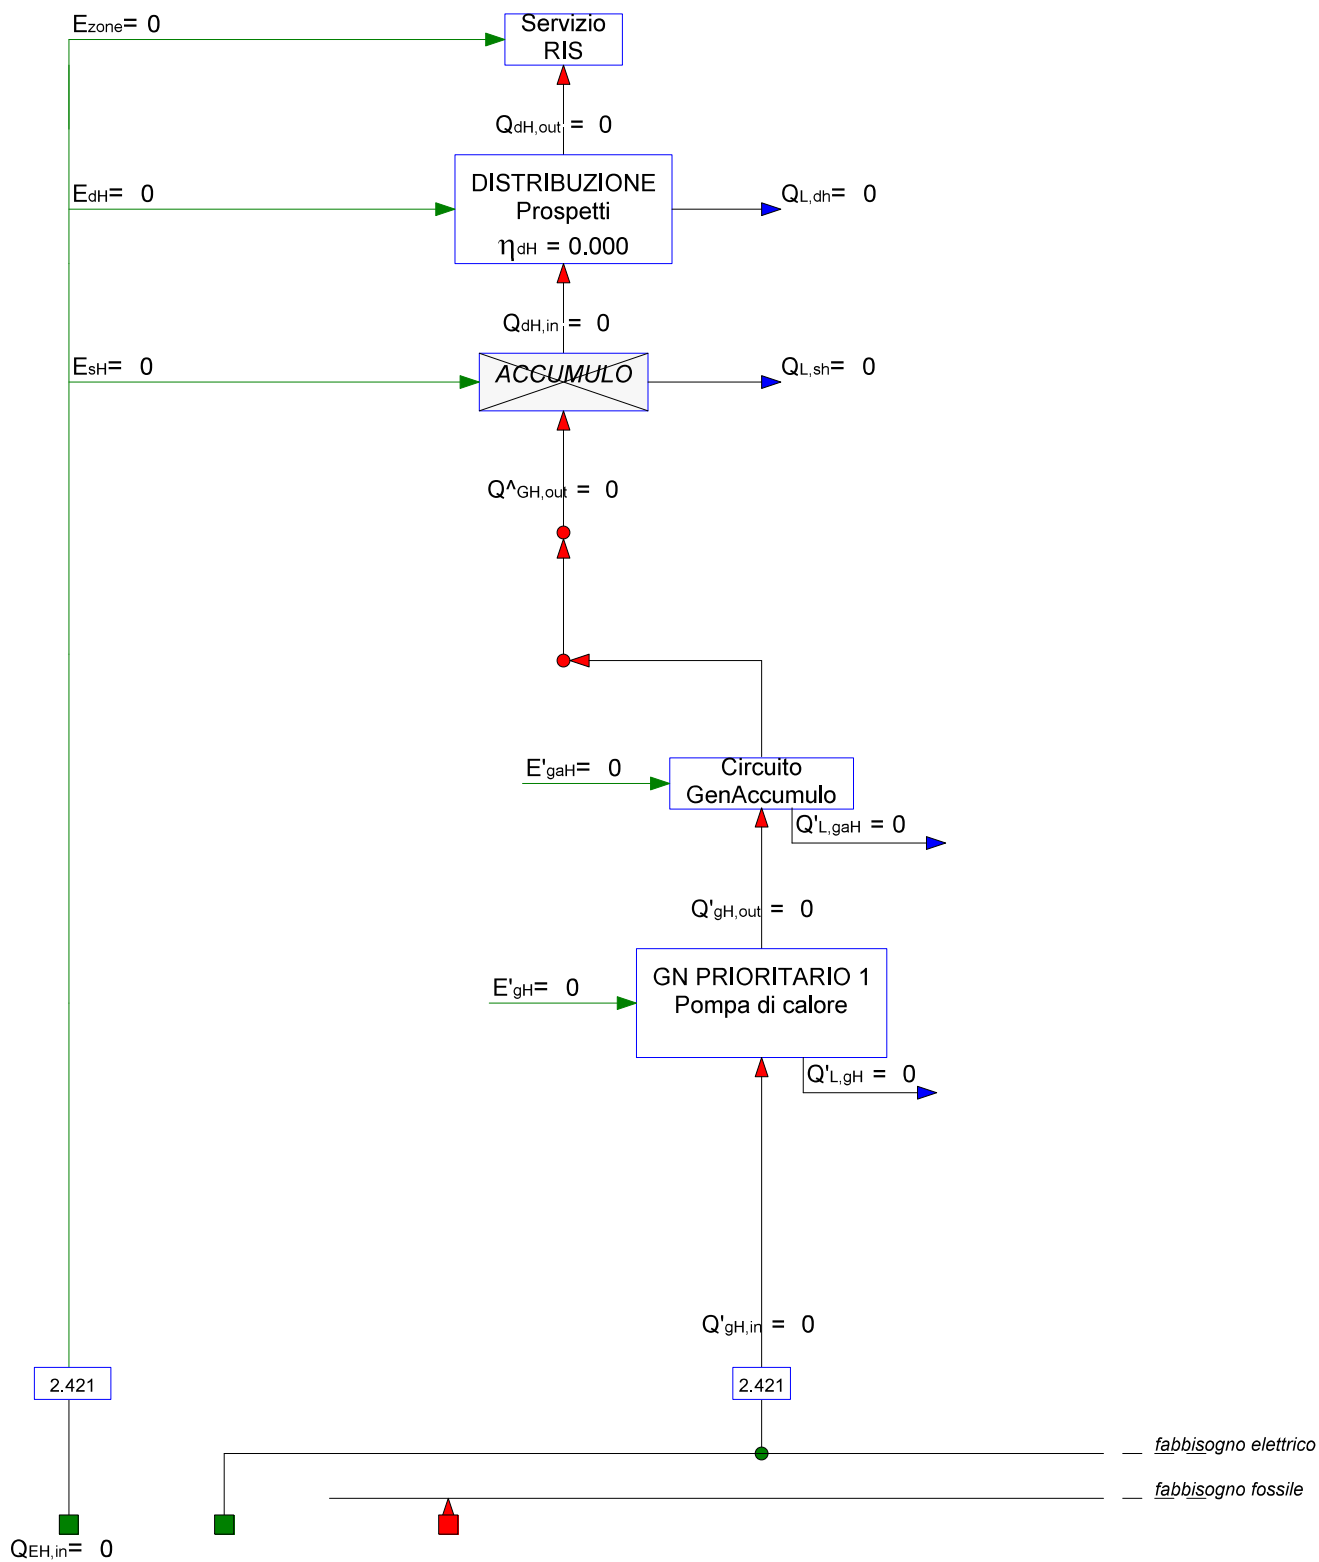 Ezone= 0
Servizio
RIS
QdH,out = 0
EdH= 0
DISTRIBUZIONE
Prospetti
ηdH = 0.000
QL,dh= 0
QdH,in = 0
EsH= 0
ACCUMULO
QL,sh= 0
Q^GH,out = 0
E'gaH= 0
Circuito
GenAccumulo
Q'L,gaH = 0
Q'gH,out = 0
E'gH= 0
GN PRIORITARIO 1
Pompa di calore
Q'L,gH = 0
Q'gH,in = 0
2.421
2.421
fabbisogno elettrico
fabbisogno fossile
QEH,in= 0